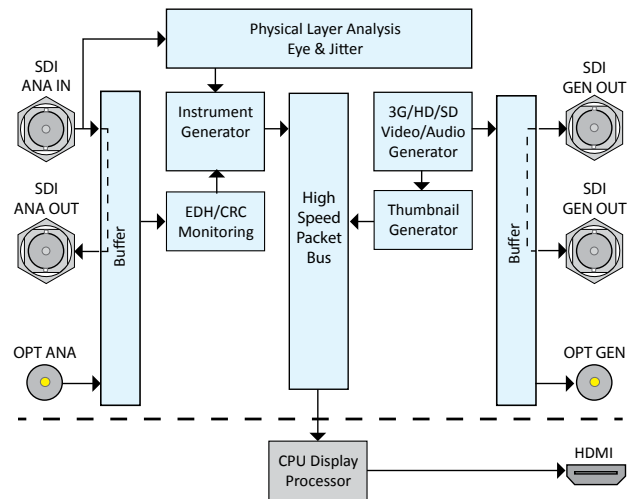 Physical Layer Analysis
Eye & Jitter
SDI
ANA IN
SDI
GEN OUT
Instrument
Generator
3G/HD/SD
Video/Audio
Generator
SDI
ANA OUT
SDI
GEN OUT
EDH/CRC
Monitoring
High
Speed
Packet
Bus
Thumbnail
Generator
Buffer
Buffer
OPT ANA
OPT GEN
CPU Display
Processor
HDMI